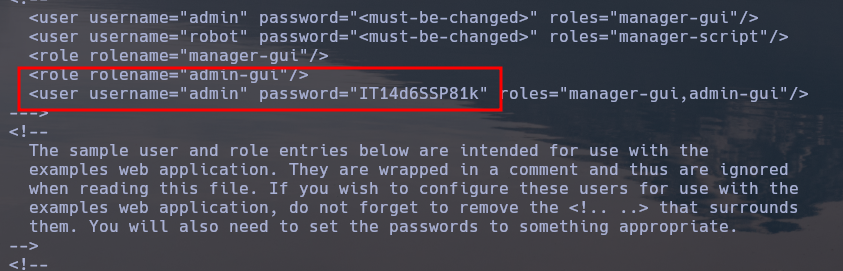 <!--
<user username="admin" password="<must-be-changed>" roles="manager-gui"/>
<user username="robot" password="<must-be-changed>" roles="manager-script"/>
<role rolename="manager-gui"/>
<role rolename="admin-gui"/>
<user username="admin" password="IT14d6SSP81k" roles="manager-gui,admin-gui"/>
--->
<!--
The sample user and role entries below are intended for use with the
examples web application. They are wrapped in a comment and thus are ignored
when reading this file. If you wish to configure these users for use with the
examples web application, do not forget to remove the <!.. ..> that surrounds
them. You will also need to set the passwords to something appropriate.
-->
<!--